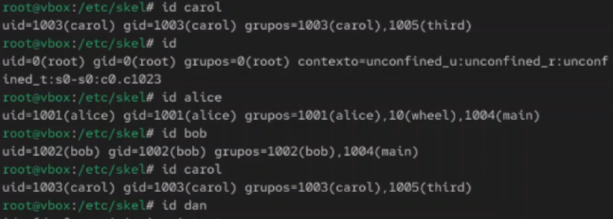 root@vbox:/etc/skel# id carol
uid=1003(carol) gid=1003(carol) grupos=1003(carol),1005(third)
root@vbox:/etc/skel# id
uid=0(root) gid=0(root) grupos=0(root) contexto=unconfined_u:unconfined_r:unconf
ined_t:s0-s0:c0.c1023
root@vbox:/etc/skel# id alice
uid=1001(alice) gid=1001(alice) grupos=1001(alice),10(wheel),1004(main)
root@vbox:/etc/skel# id bob
uid=1002(bob) gid=1002(bob) grupos=1002(bob),1004(main)
root@vbox:/etc/skel# id carol
uid=1003(carol) gid=1003(carol) grupos=1003(carol),1005(third)
root@vbox:/etc/skel# id dan